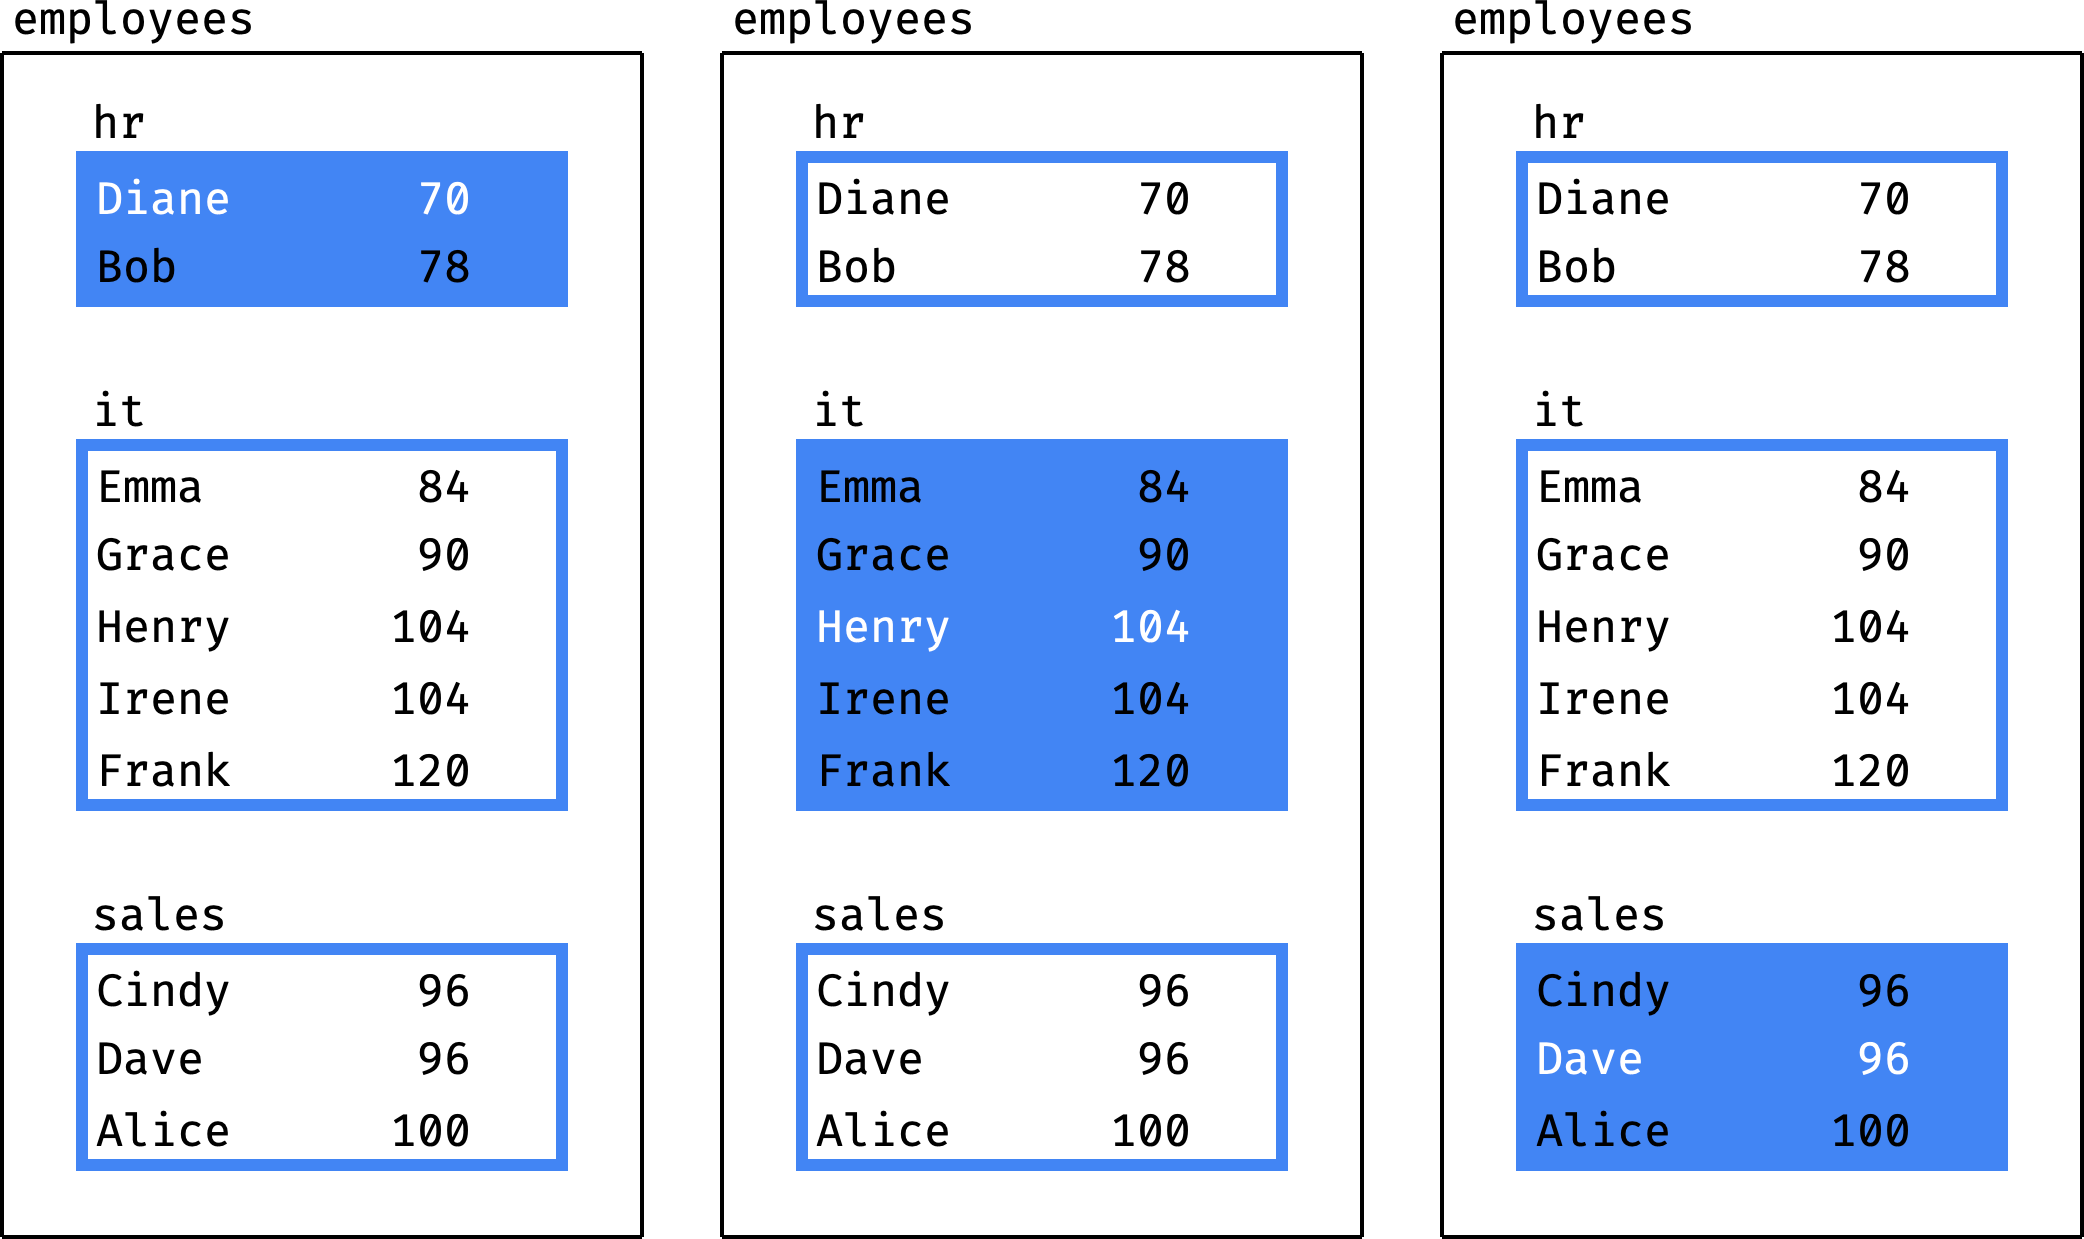 employees
hr
Diane 70
Bob 78
it
Emma 84
Grace 90
Henry 104
Irene 104
Frank 120
sales
Cindy 96
Dave 96
Alice 100
employees
hr
Diane 70
Bob 78
it
Emma 84
Grace 90
Henry 104
Irene 104
Frank 120
sales
Cindy 96
Dave 96
Alice 100
employees
hr
Diane 70
Bob 78
it
Emma 84
Grace 90
Henry 104
Irene 104
Frank 120
sales
Cindy 96
Dave 96
Alice 100